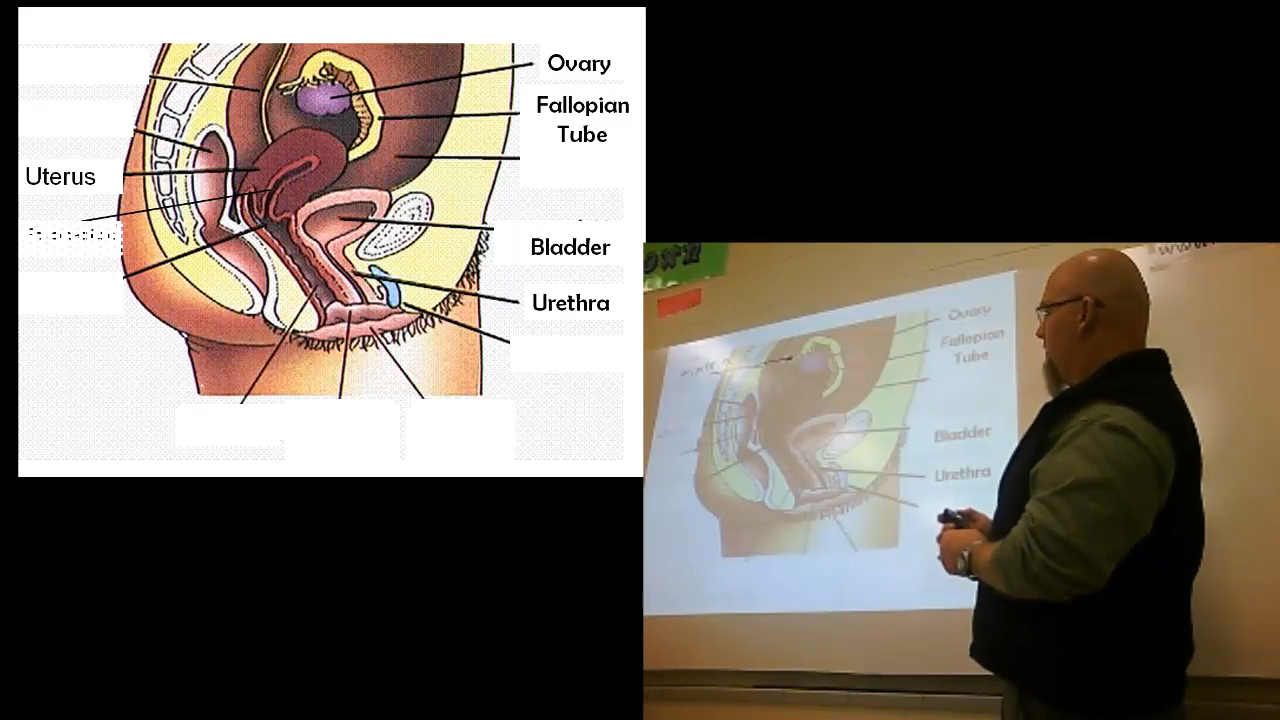 Ovary
Fallopian
Tube
Uterus
Bladder
Urethra
Ovary
Fallopian
Tube
Bladder
Urethra